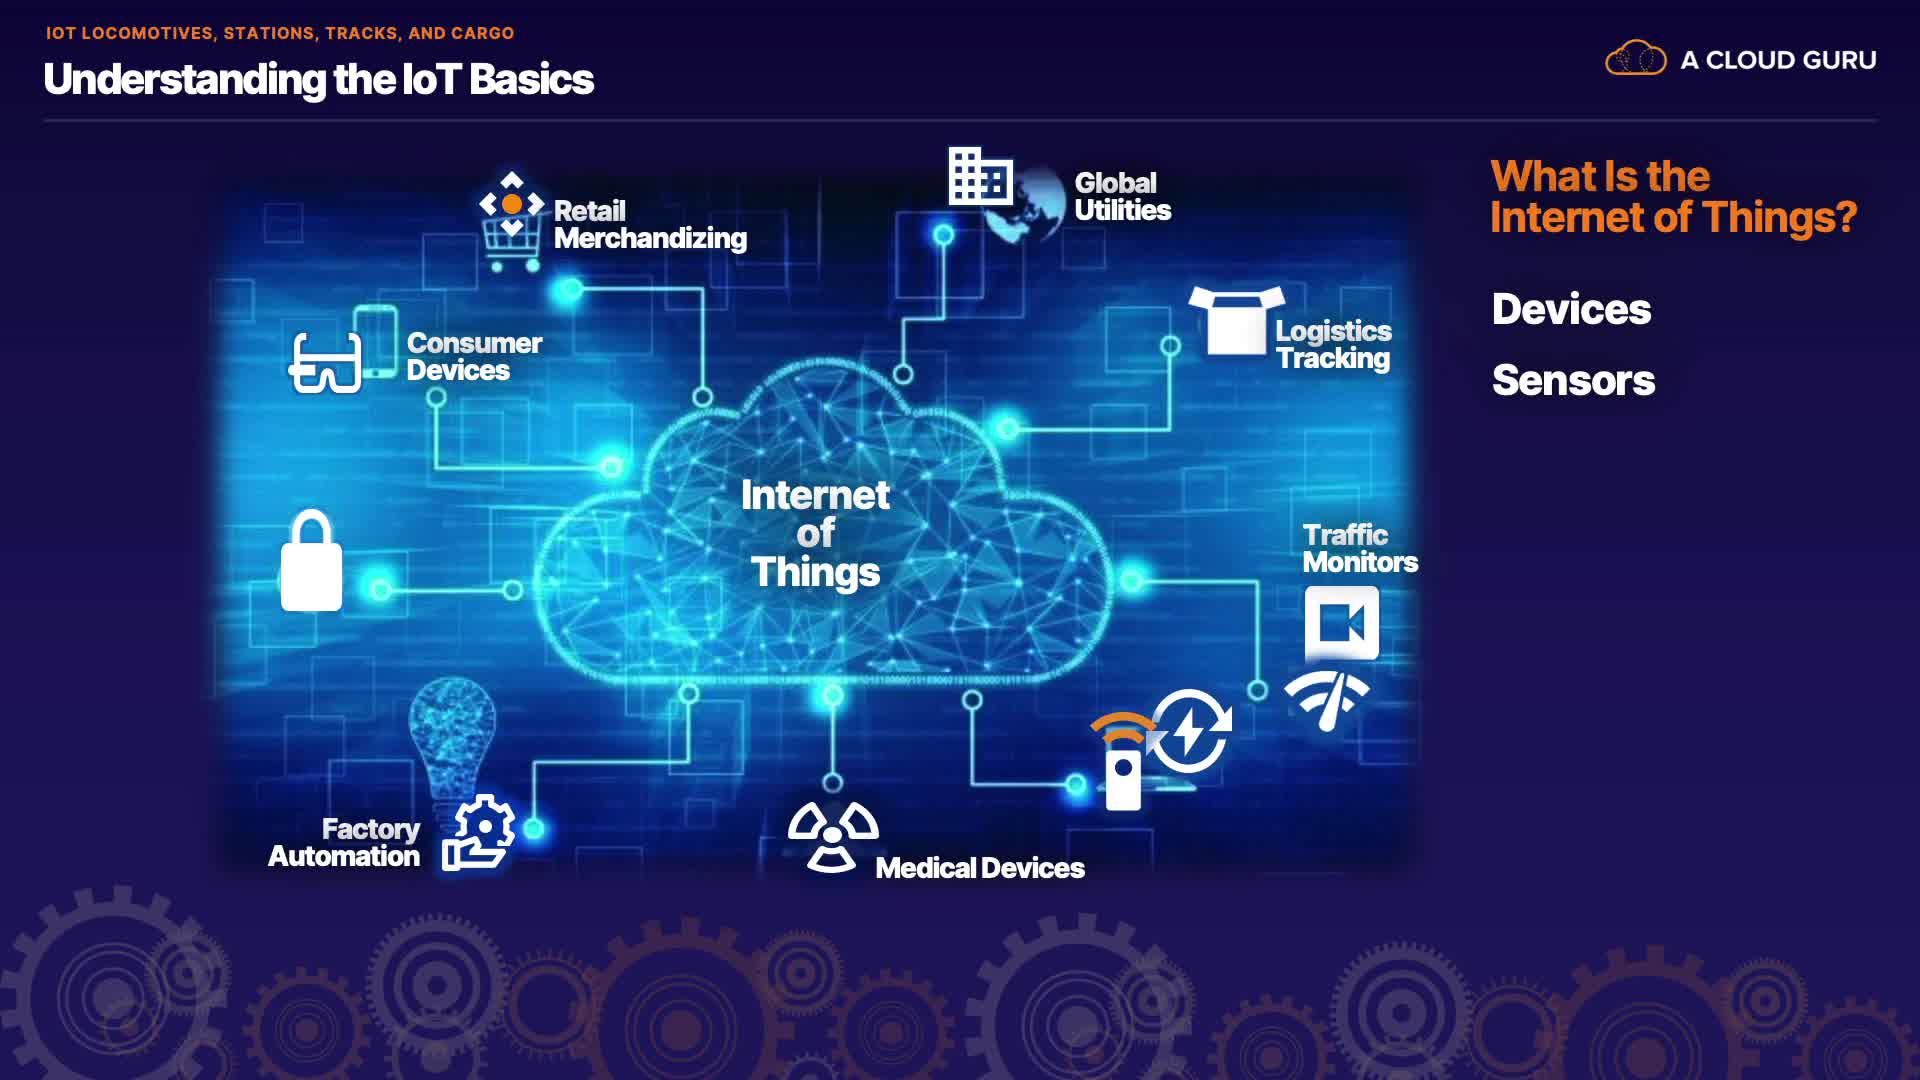 IOT LOCOMOTIVES, STATIONS, TRACKS, AND CARGO
Understanding the IoT Basics
A CLOUD GURU
What Is the
Internet of Things?
Devices
Sensors
Retail
Merchandizing
Global
Utilities
Consumer
Devices
Logistics
Tracking
Internet
of
Things
Traffic
Monitors
Factory
Automation
Medical Devices